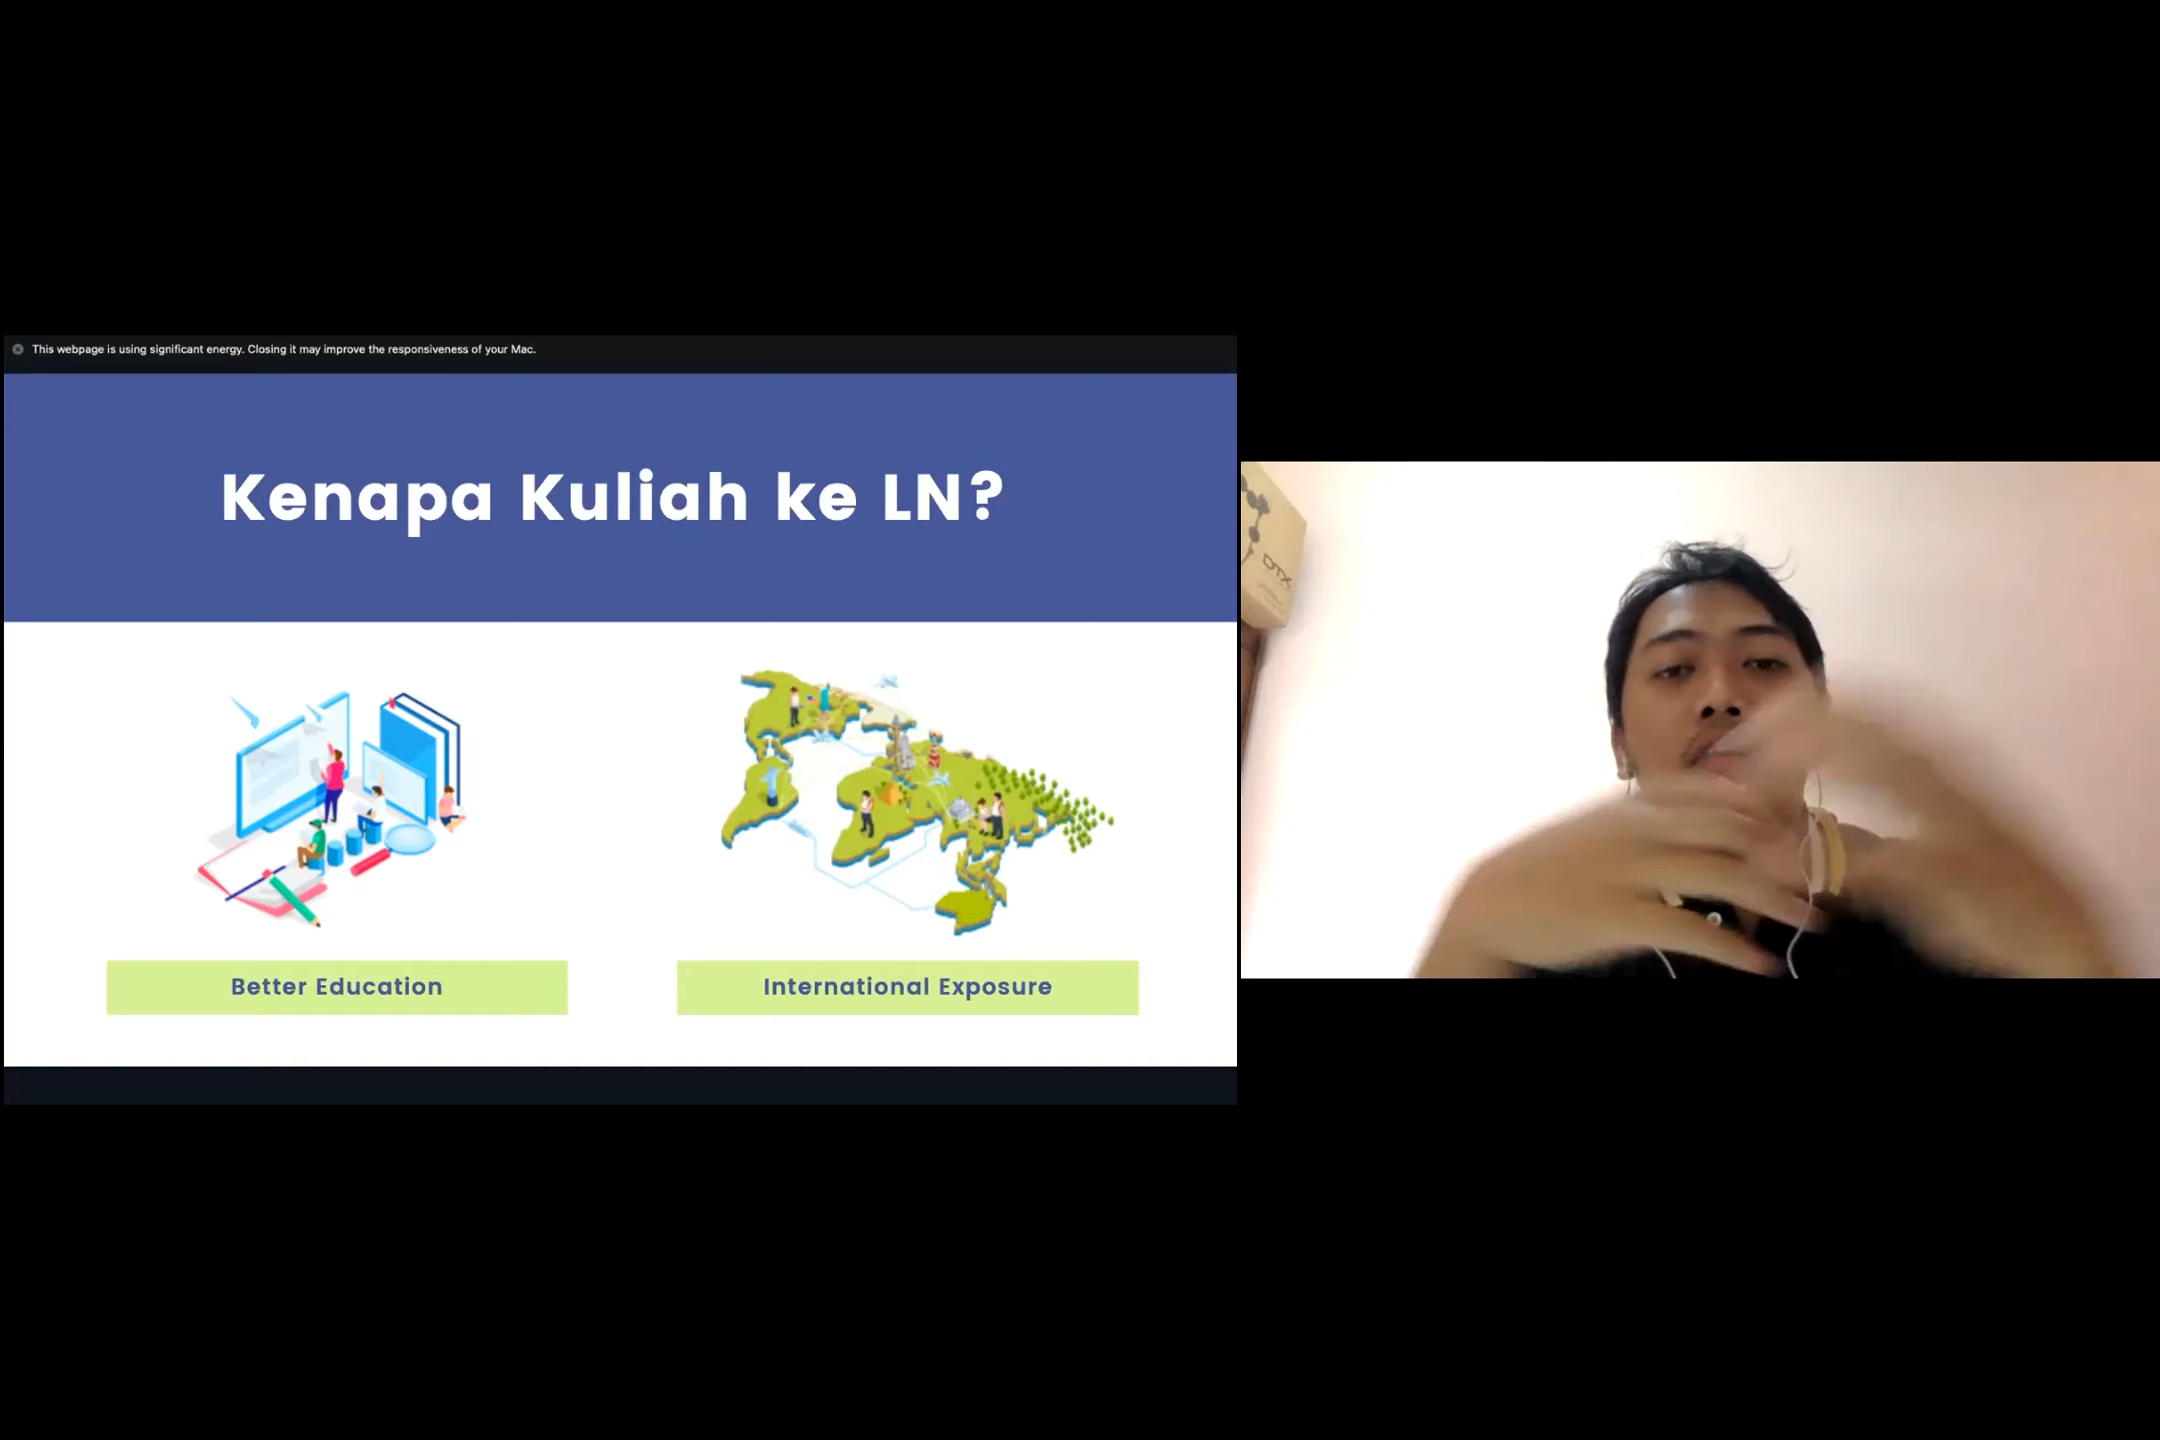 This webpage is using significant energy. Closing it may improve the responsiveness of your Mac.
Kenapa Kuliah ke LN?
Better Education
International Exposure
DTX